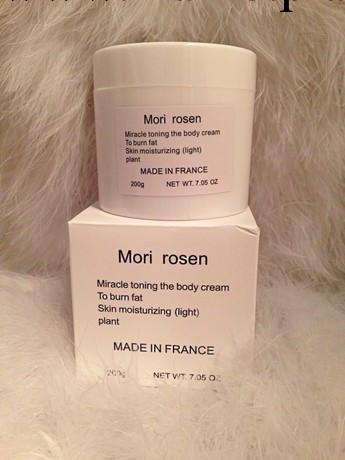 Mori rosen
Miracle toning the body cream
To burn fat
Skin moisturizing (light)
plant
MADE IN FRANCE
200g NET WT. 7.05 OZ
Mori rosen
Miracle toning the body cream
To burn fat
Skin moisturizing (light)
plant
MADE IN FRANCE
200g NET WT. 7.05 OZ